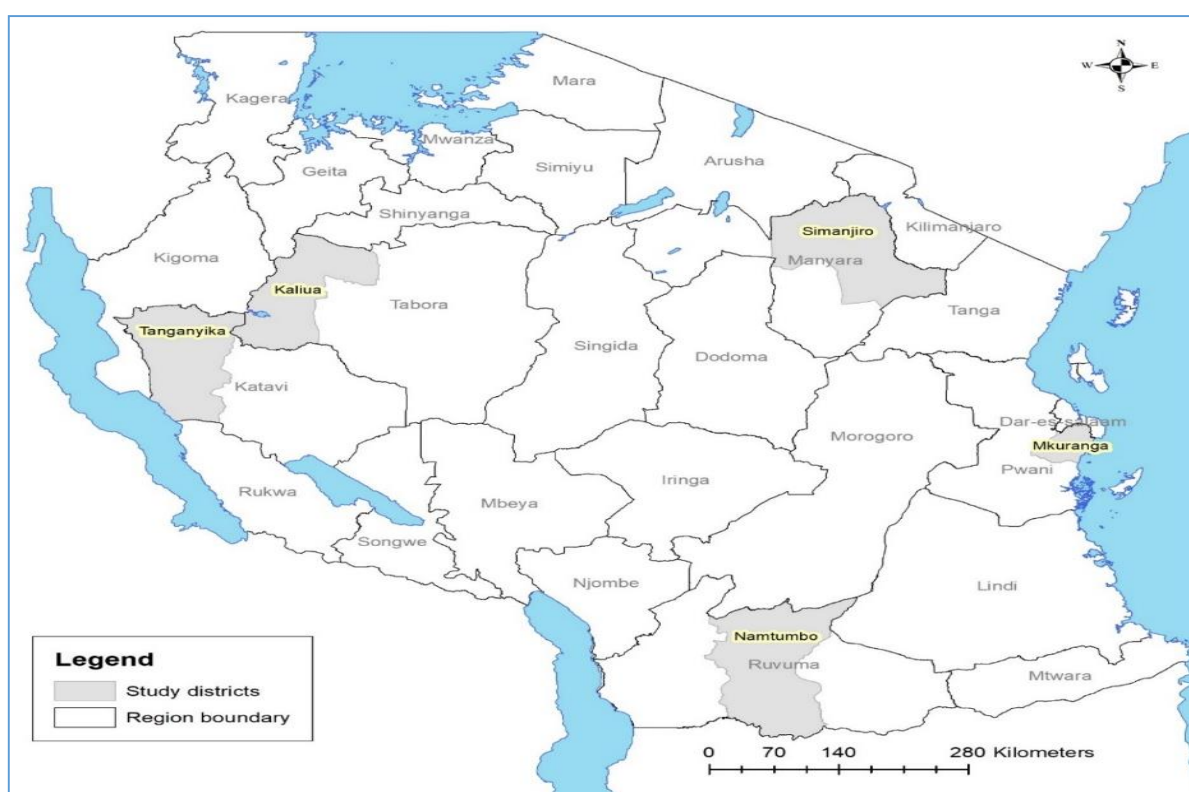 N
W E
S
Mara
Kagera
Mwanza
Arusha
Geita
Simiyu
Shinyanga
Simanjiro
Kilimanjaro
Kigoma
Manyara
Kaliua
Tabora
Tanga
Tanganyika
Singida
Dodoma
Katavi
Dar-es-salaam
Morogoro
Mkuranga
Pwani
Iringa
Rukwa
Mbeya
Songwe
Njombe
Lindi
Namtumbo
Ruvuma
Mtwara
Legend
Study districts
Region boundary
0 70 140 280 Kilometers